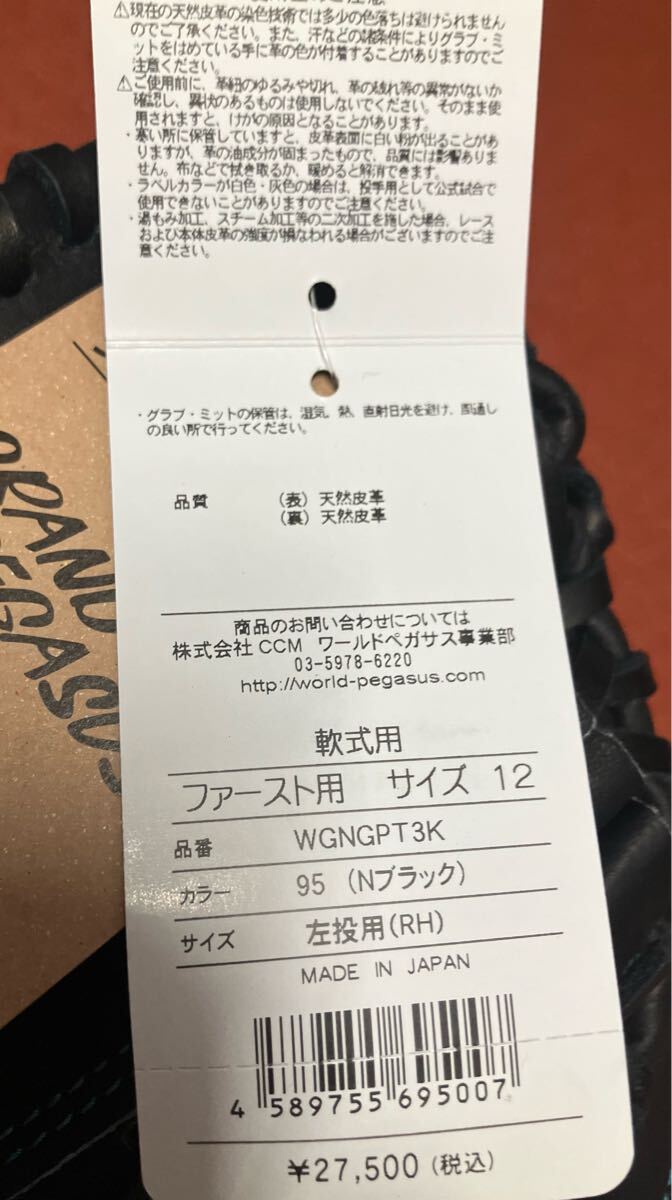 ⚠現在の天然皮革の染色技術では多少の色落ちは避けられません
のでご了承ください。また、汗などの諸条件によりグラブ・ミ
ットをはめている手に革の色が付着することがありますのでご
注意ください。
⚠ご使用前に、革紐のゆるみや切れ、革の破れ等の異常がないか
確認し、異状のあるものは使用しないでください。そのまま使
用されますと、けがの原因となることがあります。
・寒い所に保管していますと、皮革表面に白い粉が出ることがあ
りますが、革の油成分が固まったもので、品質には影響ありま
せん。布などで拭き取るか、暖めると解消できます。
・ラベルカラーが白色・灰色の場合は、投手用として公式試合で
使用できないことがありますのでご注意ください。
・湯もみ加工、スチーム加工等の二次加工を施した場合、レース
および本体皮革の強度が損なわれる場合がございますのでご注
意ください。
・グラブ・ミットの保管は、湿気、熱、直射日光を避け、風通し
の良い所で行ってください。
品質 （表）天然皮革
（裏）天然皮革
GRAND
PEGASUS
商品のお問い合わせについては
株式会社CCM ワールドペガサス事業部
03-5978-6220
http://world-pegasus.com
軟式用
ファースト用 サイズ 12
品番 WGNGPT3K
カラー 95（Nブラック）
サイズ 左投用(RH)
MADE IN JAPAN
4 589755 695007
¥27,500（税込）